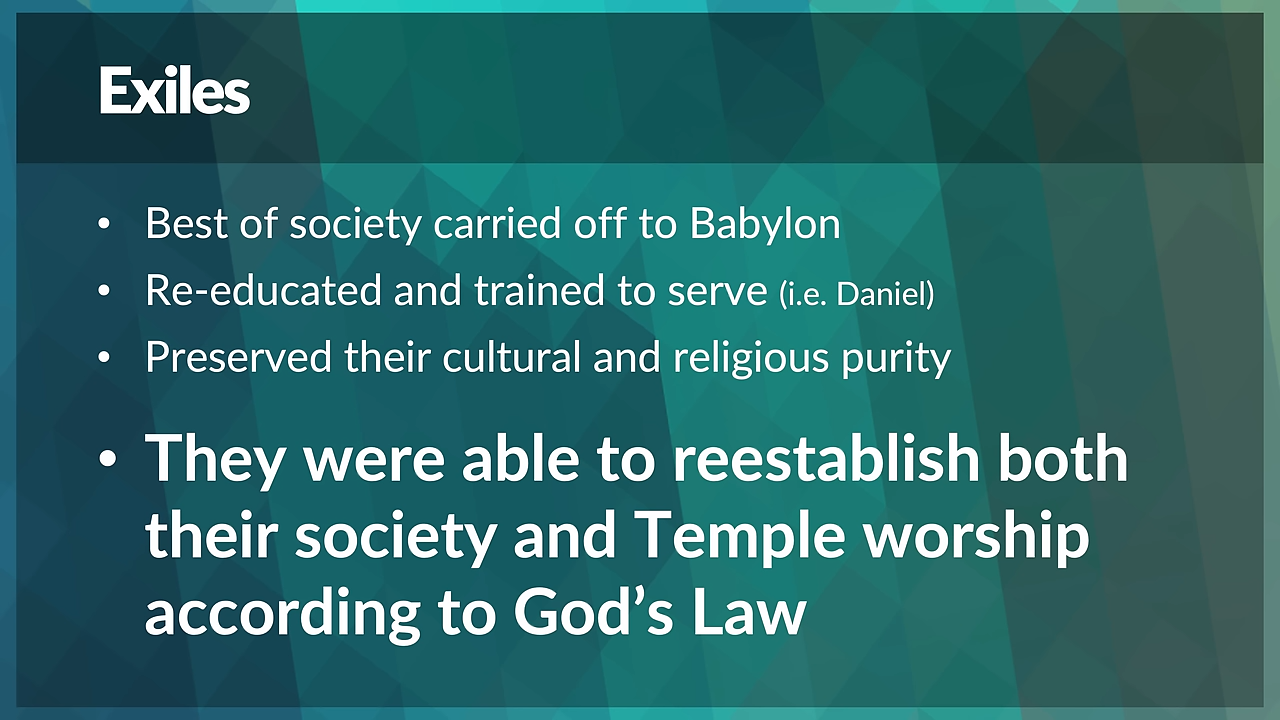 Exiles
• Best of society carried off to Babylon
• Re-educated and trained to serve (i.e. Daniel)
• Preserved their cultural and religious purity
• They were able to reestablish both
their society and Temple worship
according to God’s Law